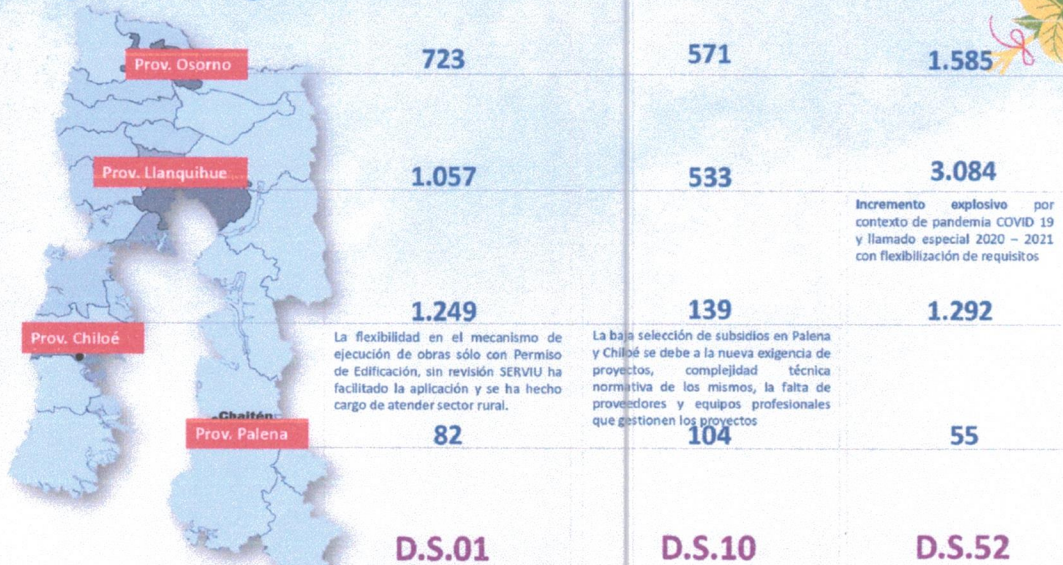 Prov. Osorno
723
571
1.585
Prov. Llanquihue
1.057
533
3.084
Incremento explosivo por
contexto de pandemia COVID 19
y llamado especial 2020 – 2021
con flexibilización de requisitos
Prov. Chiloé
1.249
139
1.292
La flexibilidad en el mecanismo de
ejecución de obras sólo con Permiso
de Edificación, sin revisión SERVIU ha
facilitado la aplicación y se ha hecho
cargo de atender sector rural.
La baja selección de subsidios en Palena
y Chiloé se debe a la nueva exigencia de
proyectos, complejidad técnica
normativa de los mismos, la falta de
proveedores y equipos profesionales
que gestionen los proyectos
Chaitén
Prov. Palena
82
104
55
D.S.01
D.S.10
D.S.52